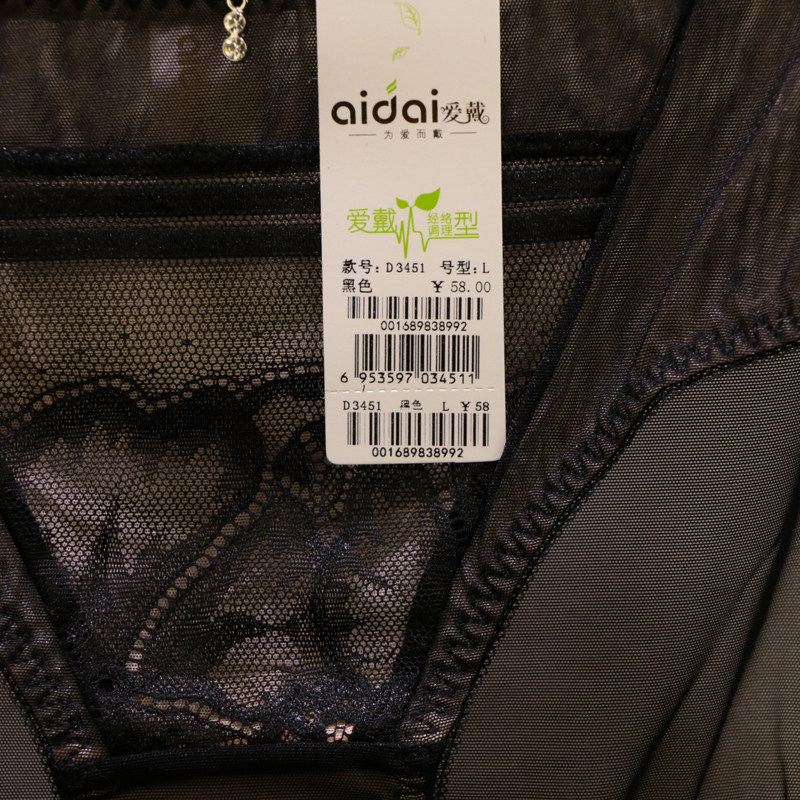 aidai爱戴
为爱而戴
爱戴 经络调理 型
款号: D3451 号型: L
黑色 ¥ 58.00
001689838992
6 953597 034511
D3451 黑色 L ¥ 58
001689838992